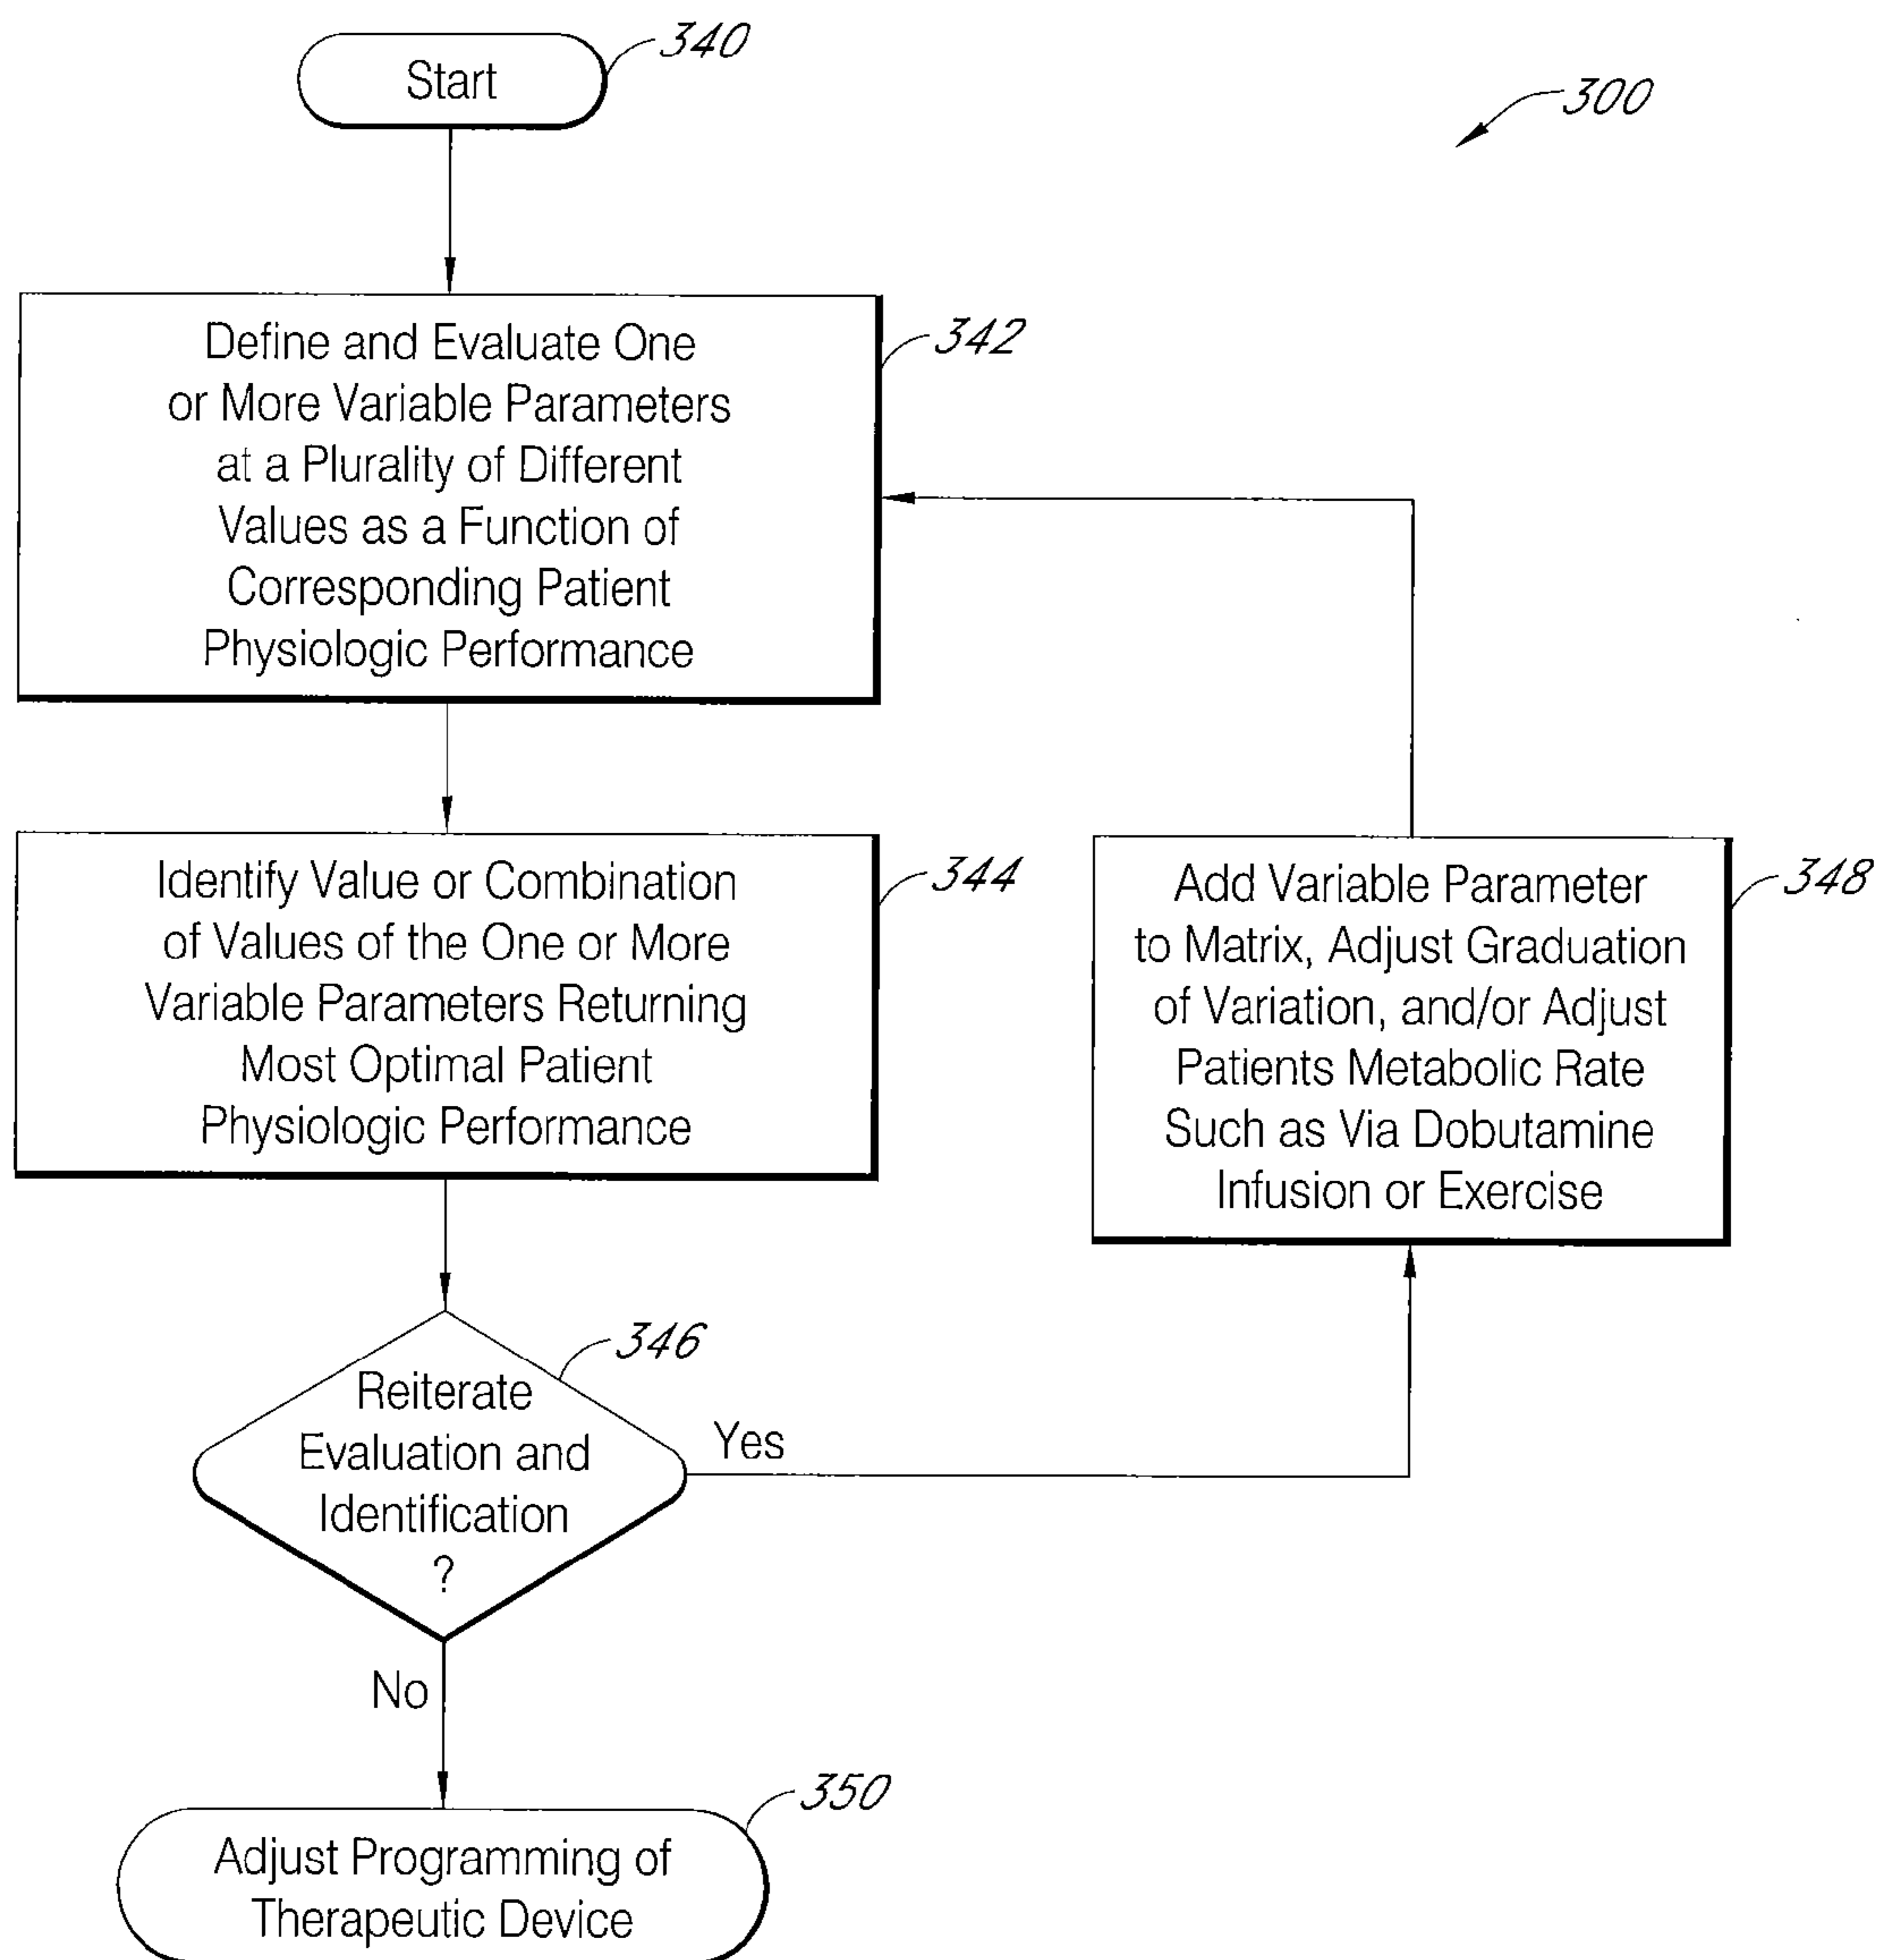 Start
340
300
Define and Evaluate One
or More Variable Parameters
at a Plurality of Different
Values as a Function of
Corresponding Patient
Physiologic Performance
342
Identify Value or Combination
of Values of the One or More
Variable Parameters Returning
Most Optimal Patient
Physiologic Performance
344
Add Variable Parameter
to Matrix, Adjust Graduation
of Variation, and/or Adjust
Patients Metabolic Rate
Such as Via Dobutamine
Infusion or Exercise
348
Reiterate
Evaluation and
Identification
?
346
Yes
No
Adjust Programming of
Therapeutic Device
350